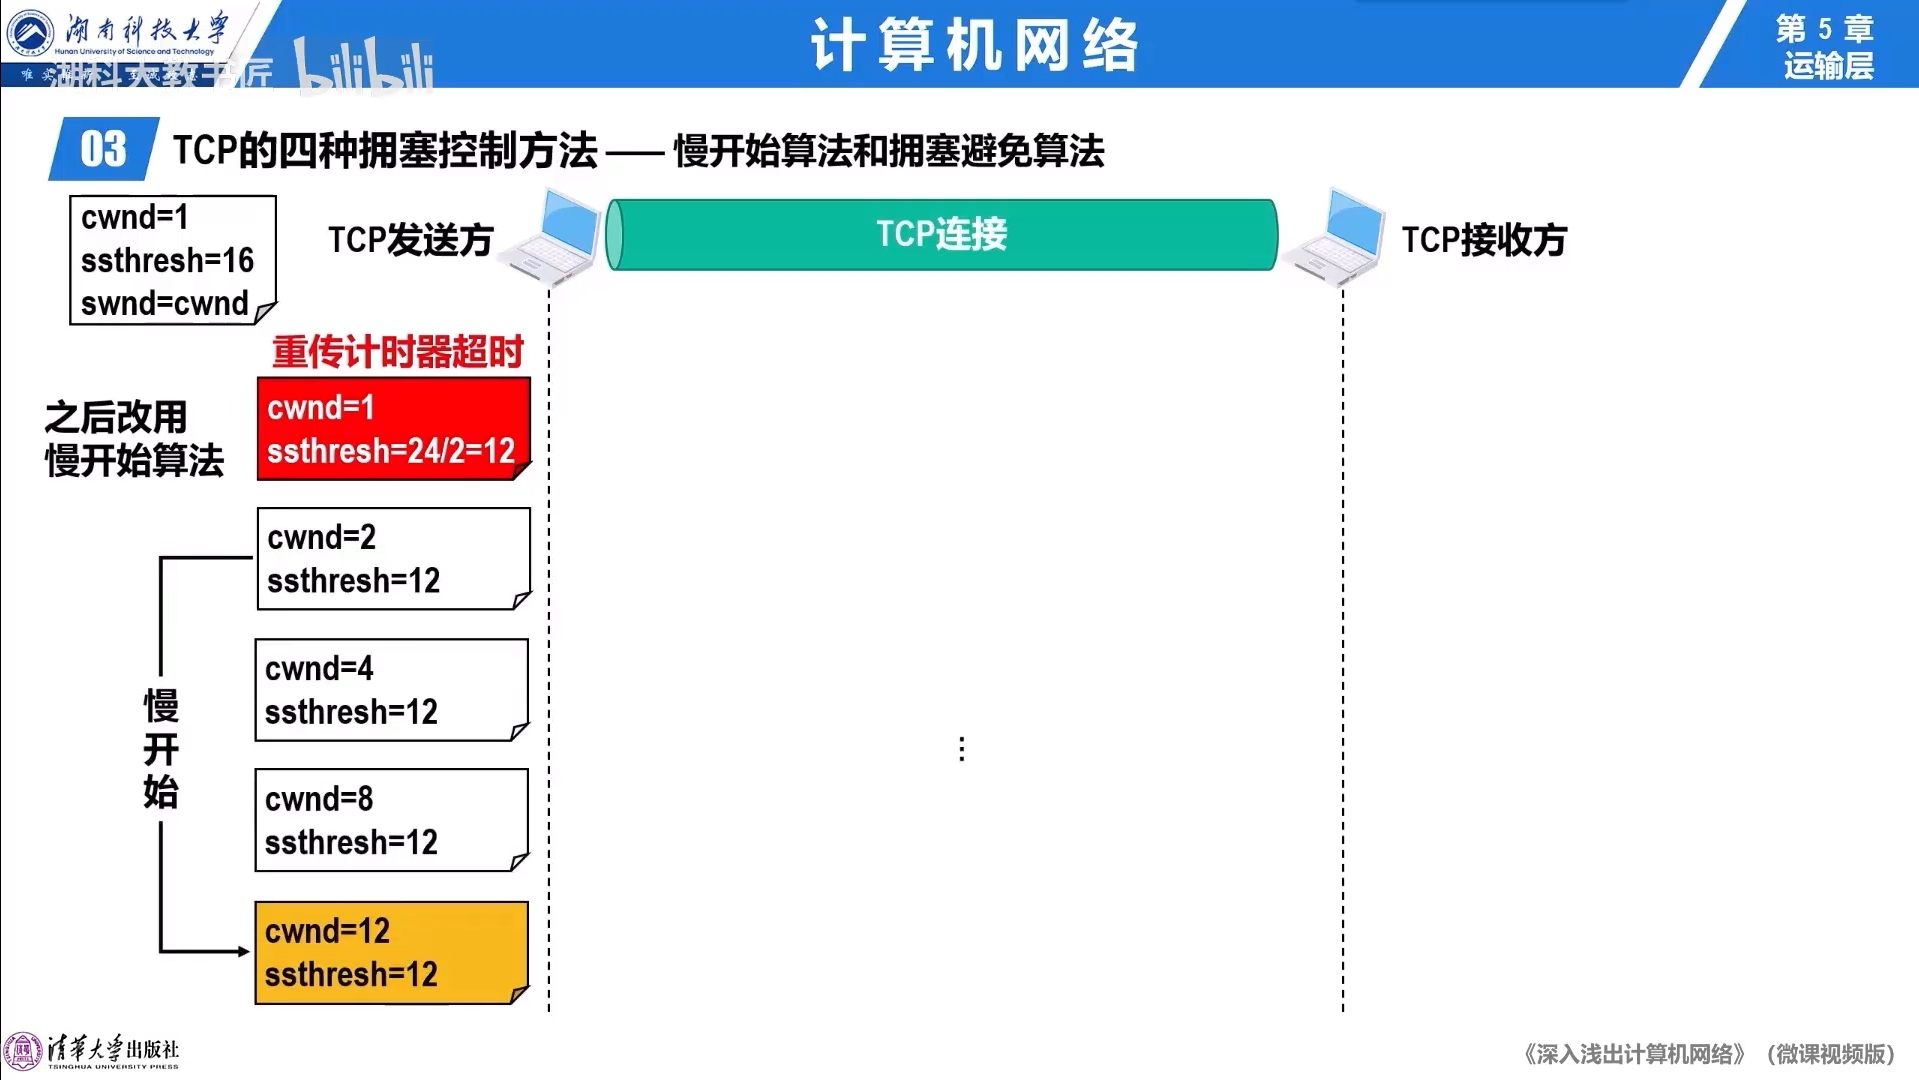 湖南科技大学
Hunan University of Science and Technology
湖科大教书匠 bilibili
计算机网络
第 5 章
运输层
03 TCP的四种拥塞控制方法 —— 慢开始算法和拥塞避免算法
cwnd=1
ssthresh=16
swnd=cwnd
TCP发送方
TCP连接
TCP接收方
重传计时器超时
之后改用
慢开始算法
cwnd=1
ssthresh=24/2=12
cwnd=2
ssthresh=12
慢开始
cwnd=4
ssthresh=12
⋮
cwnd=8
ssthresh=12
cwnd=12
ssthresh=12
清华大学出版社
TSINGHUA UNIVERSITY PRESS
《深入浅出计算机网络》（微课视频版）